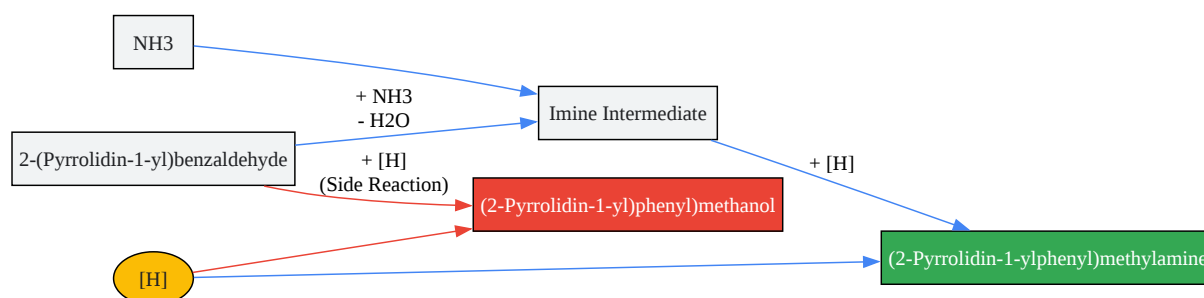 NH3
+ NH3
- H2O
Imine Intermediate
2-(Pyrrolidin-1-yl)benzaldehyde
+ [H]
(Side Reaction)
+ [H]
(2-Pyrrolidin-1-yl)phenyl)methanol
[H]
(2-Pyrrolidin-1-ylphenyl)methylamine